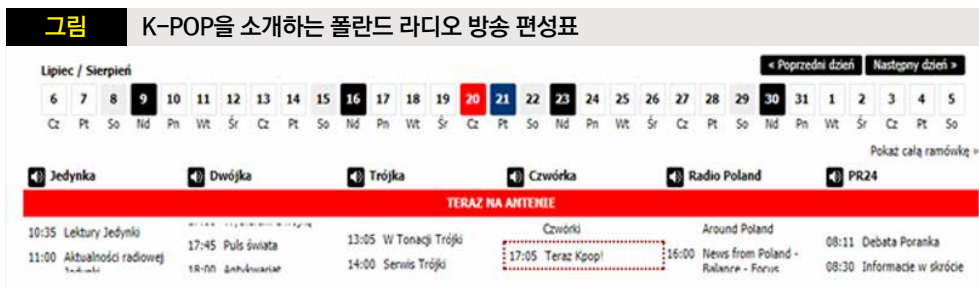 그림 K-POP을 소개하는 폴란드 라디오 방송 편성표
Lipiec / Sierpień
« Poprzedni dzień Następny dzień »
6 7 8 9 10 11 12 13 14 15 16 17 18 19 20 21 22 23 24 25 26 27 28 29 30 31 1 2 3 4 5
Cz Pt So Nd Pn Wt Śr Cz Pt So Nd Pn Wt Śr Cz Pt So Nd Pn Wt Śr Cz Pt So Nd Pn Wt Śr Cz Pt So
Pokaż całą ramówkę »
Jedynka Dwójka Trójka Czwórka Radio Poland PR24
TERAZ NA ANTENIE
10:35 Lektury Jedynki
11:00 Aktualności radiowej
17:45 Puls świata
18:00 Antykwariat
13:05 W Tonacji Trójki
14:00 Serwis Trójki
Czwórki
17:05 Teraz Kpop!
Around Poland
16:00 News from Poland -
Balance - Focus
08:11 Debata Poranka
08:30 Informacje w skrócie